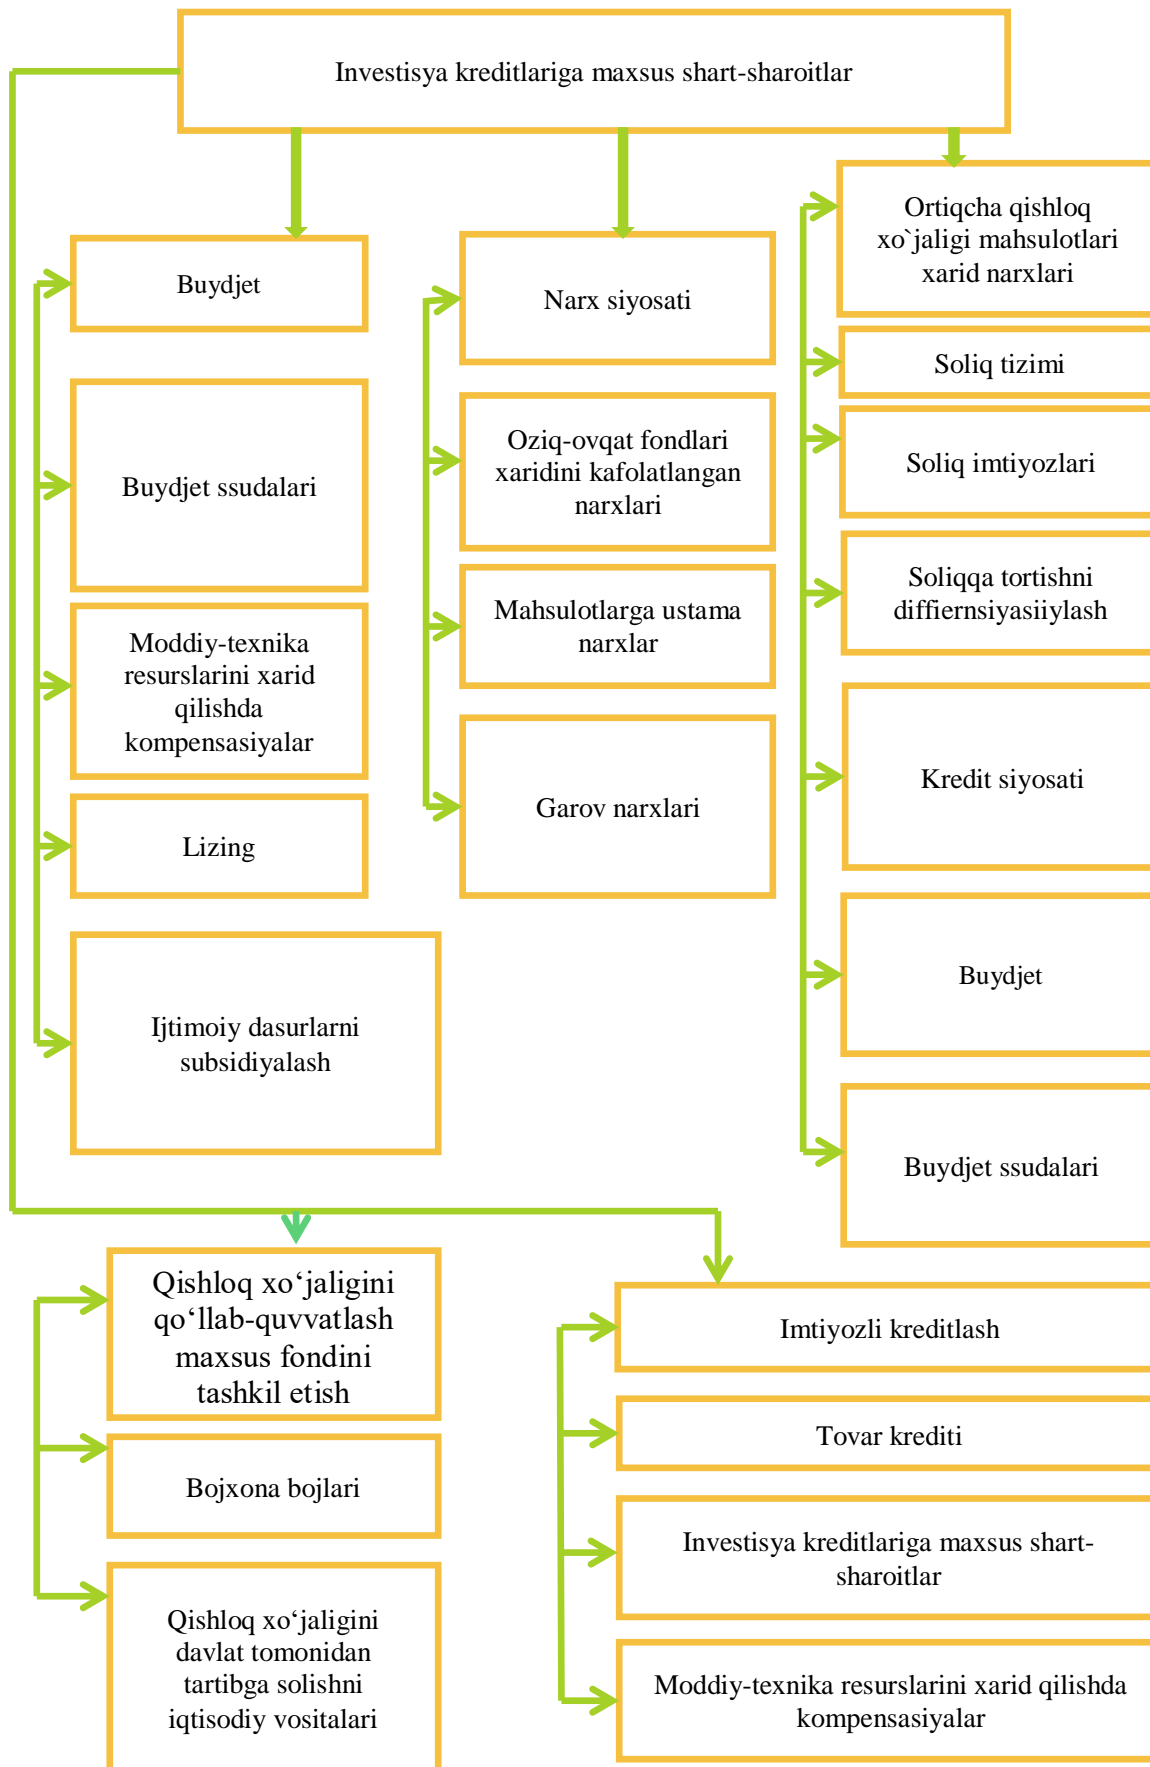 Investisya kreditlariga maxsus shart-sharoitlar
Buydjet
Buydjet ssudalari
Moddiy-texnika
resurslarini xarid
qilishda
kompensasiyalar
Lizing
Ijtimoiy dasurlarni
subsidiyalash
Narx siyosati
Oziq-ovqat fondlari
xaridini kafolatlangan
narxlari
Mahsulotlarga ustama
narxlar
Garov narxlari
Ortiqcha qishloq
xo`jaligi mahsulotlari
xarid narxlari
Soliq tizimi
Soliq imtiyozlari
Soliqqa tortishni
diffiernsiyasiiylash
Kredit siyosati
Buydjet
Buydjet ssudalari
Qishloq xo‘jaligini
qo‘llab-quvvatlash
maxsus fondini
tashkil etish
Bojxona bojlari
Qishloq xo‘jaligini
davlat tomonidan
tartibga solishni
iqtisodiy vositalari
Imtiyozli kreditlash
Tovar krediti
Investisya kreditlariga maxsus shart-
sharoitlar
Moddiy-texnika resurslarini xarid qilishda
kompensasiyalar